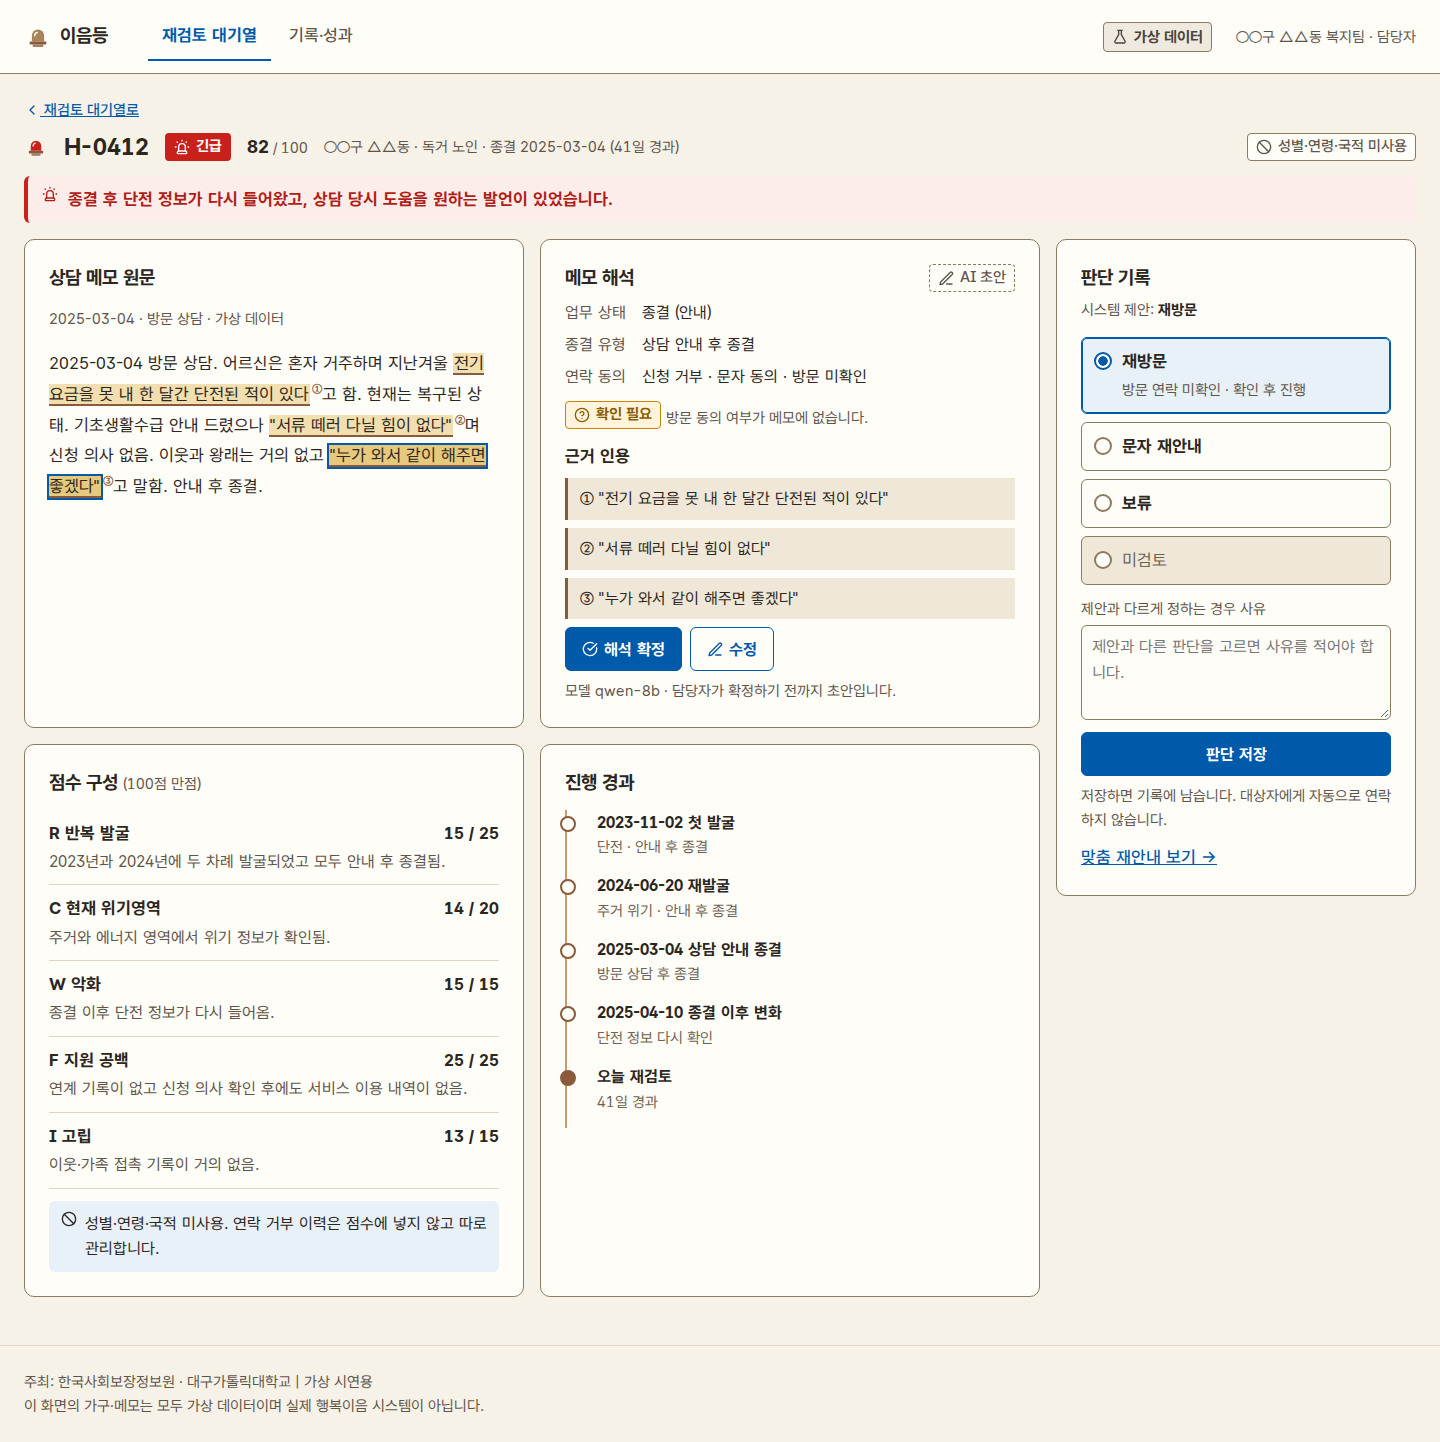 이음등
재검토 대기열
기록·성과
가상 데이터
○○구 △△동 복지팀 · 담당자
재검토 대기열로
H-0412
긴급
82 / 100
○○구 △△동 · 독거 노인 · 종결 2025-03-04 (41일 경과)
성별·연령·국적 미사용
종결 후 단전 정보가 다시 들어왔고, 상담 당시 도움을 원하는 발언이 있었습니다.
상담 메모 원문
2025-03-04 · 방문 상담 · 가상 데이터
2025-03-04 방문 상담. 어르신은 혼자 거주하며 지난겨울 전기
요금을 못 내 한 달간 단전된 적이 있다①고 함. 현재는 복구된 상
태. 기초생활수급 안내 드렸으나 "서류 떼러 다닐 힘이 없다"②며
신청 의사 없음. 이웃과 왕래는 거의 없고 "누가 와서 같이 해주면
좋겠다"③고 말함. 안내 후 종결.
메모 해석
AI 초안
업무 상태 종결 (안내)
종결 유형 상담 안내 후 종결
연락 동의 신청 거부 · 문자 동의 · 방문 미확인
확인 필요 방문 동의 여부가 메모에 없습니다.
근거 인용
① "전기 요금을 못 내 한 달간 단전된 적이 있다"
② "서류 떼러 다닐 힘이 없다"
③ "누가 와서 같이 해주면 좋겠다"
해석 확정
수정
모델 qwen-8b · 담당자가 확정하기 전까지 초안입니다.
판단 기록
시스템 제안: 재방문
재방문
방문 연락 미확인 · 확인 후 진행
문자 재안내
보류
미검토
제안과 다르게 정하는 경우 사유
제안과 다른 판단을 고르면 사유를 적어야 합
니다.
판단 저장
저장하면 기록에 남습니다. 대상자에게 자동으로 연락
하지 않습니다.
맞춤 재안내 보기 →
점수 구성 (100점 만점)
R 반복 발굴 15 / 25
2023년과 2024년에 두 차례 발굴되었고 모두 안내 후 종결됨.
C 현재 위기영역 14 / 20
주거와 에너지 영역에서 위기 정보가 확인됨.
W 악화 15 / 15
종결 이후 단전 정보가 다시 들어옴.
F 지원 공백 25 / 25
연계 기록이 없고 신청 의사 확인 후에도 서비스 이용 내역이 없음.
I 고립 13 / 15
이웃·가족 접촉 기록이 거의 없음.
성별·연령·국적 미사용. 연락 거부 이력은 점수에 넣지 않고 따로
관리합니다.
진행 경과
2023-11-02 첫 발굴
단전 · 안내 후 종결
2024-06-20 재발굴
주거 위기 · 안내 후 종결
2025-03-04 상담 안내 종결
방문 상담 후 종결
2025-04-10 종결 이후 변화
단전 정보 다시 확인
오늘 재검토
41일 경과
주최: 한국사회보장정보원 · 대구가톨릭대학교 | 가상 시연용
이 화면의 가구·메모는 모두 가상 데이터이며 실제 행복이음 시스템이 아닙니다.